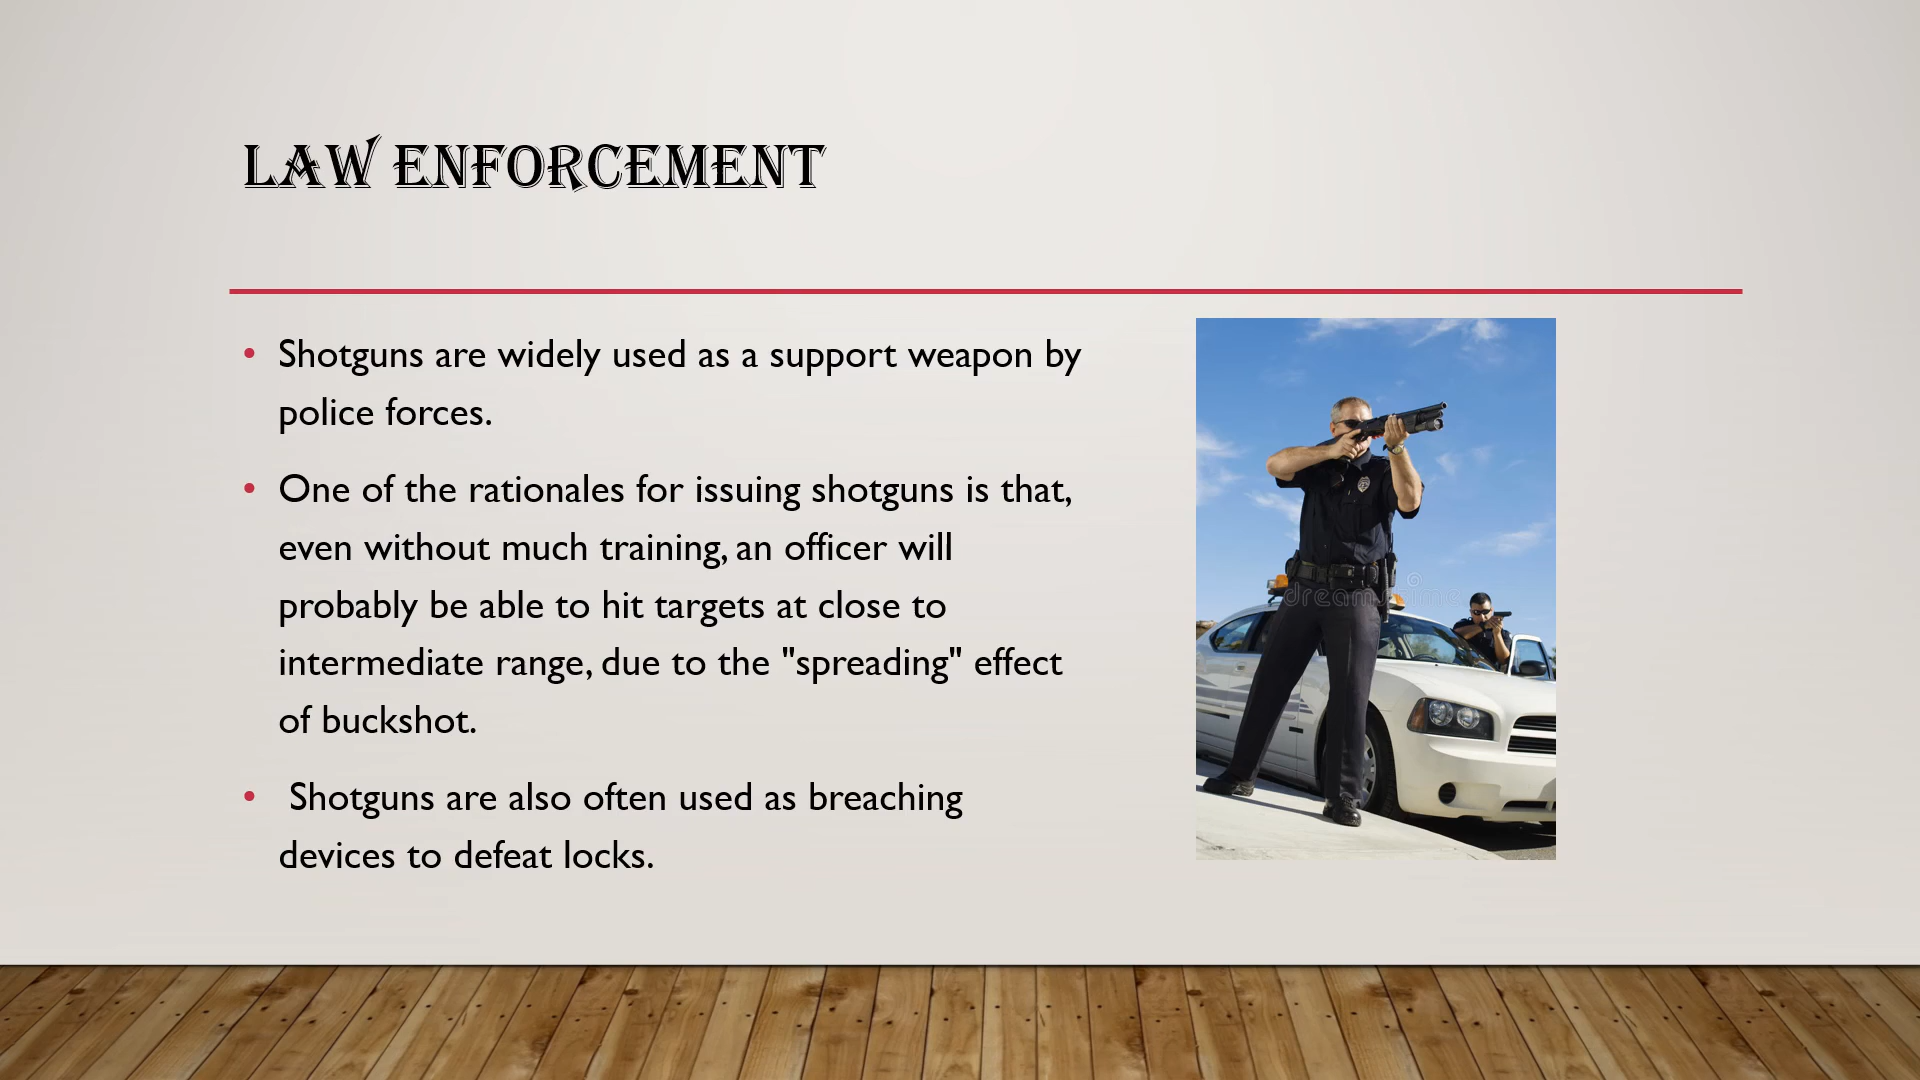 LAW ENFORCEMENT
• Shotguns are widely used as a support weapon by
police forces.
• One of the rationales for issuing shotguns is that,
even without much training, an officer will
probably be able to hit targets at close to
intermediate range, due to the "spreading" effect
of buckshot.
• Shotguns are also often used as breaching
devices to defeat locks.
dreamstime